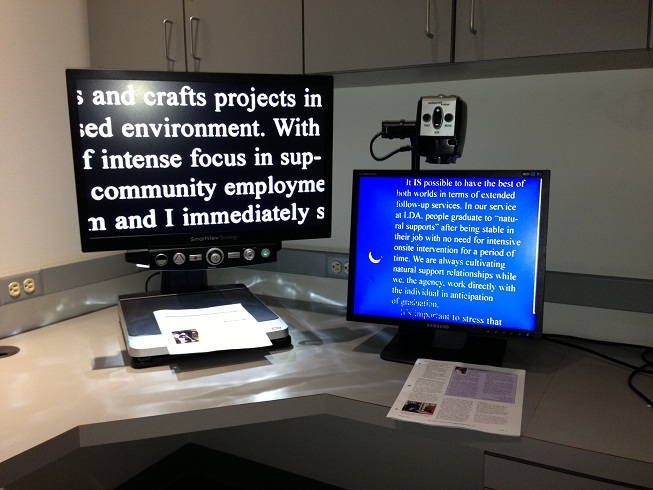 s and crafts projects in
sed environment. With
f intense focus in sup-
community employme
m and I immediately s
SmartView Synergy
It IS possible to have the best of
both worlds in terms of extended
follow-up services. In our service
at LDA, people graduate to “natu-
ral supports” after being stable in
their job with no need for intensive
onsite intervention for a period of
time. We are always cultivating
natural support relationships while
we, the agency, work directly with
the individual in anticipation
of graduation.
It's important to stress that
SAMSUNG